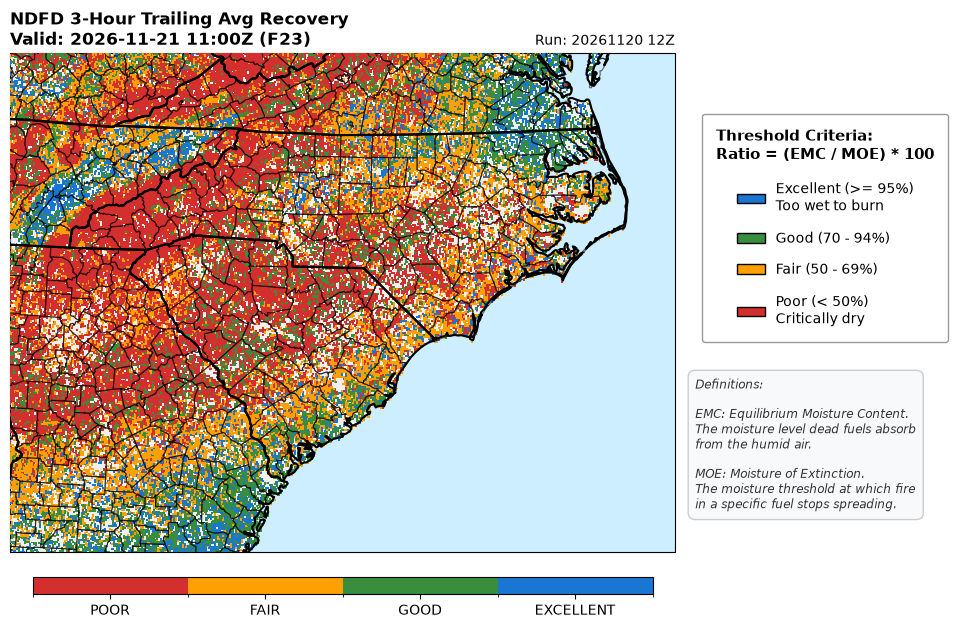 NDFD 3-Hour Trailing Avg Recovery
Valid: 2026-11-21 11:00Z (F23)
Run: 20261120 12Z
Threshold Criteria:
Ratio = (EMC / MOE) * 100
Excellent (>= 95%)
Too wet to burn
Good (70 - 94%)
Fair (50 - 69%)
Poor (< 50%)
Critically dry
Definitions:
EMC: Equilibrium Moisture Content.
The moisture level dead fuels absorb
from the humid air.
MOE: Moisture of Extinction.
The moisture threshold at which fire
in a specific fuel stops spreading.
POOR
FAIR
GOOD
EXCELLENT